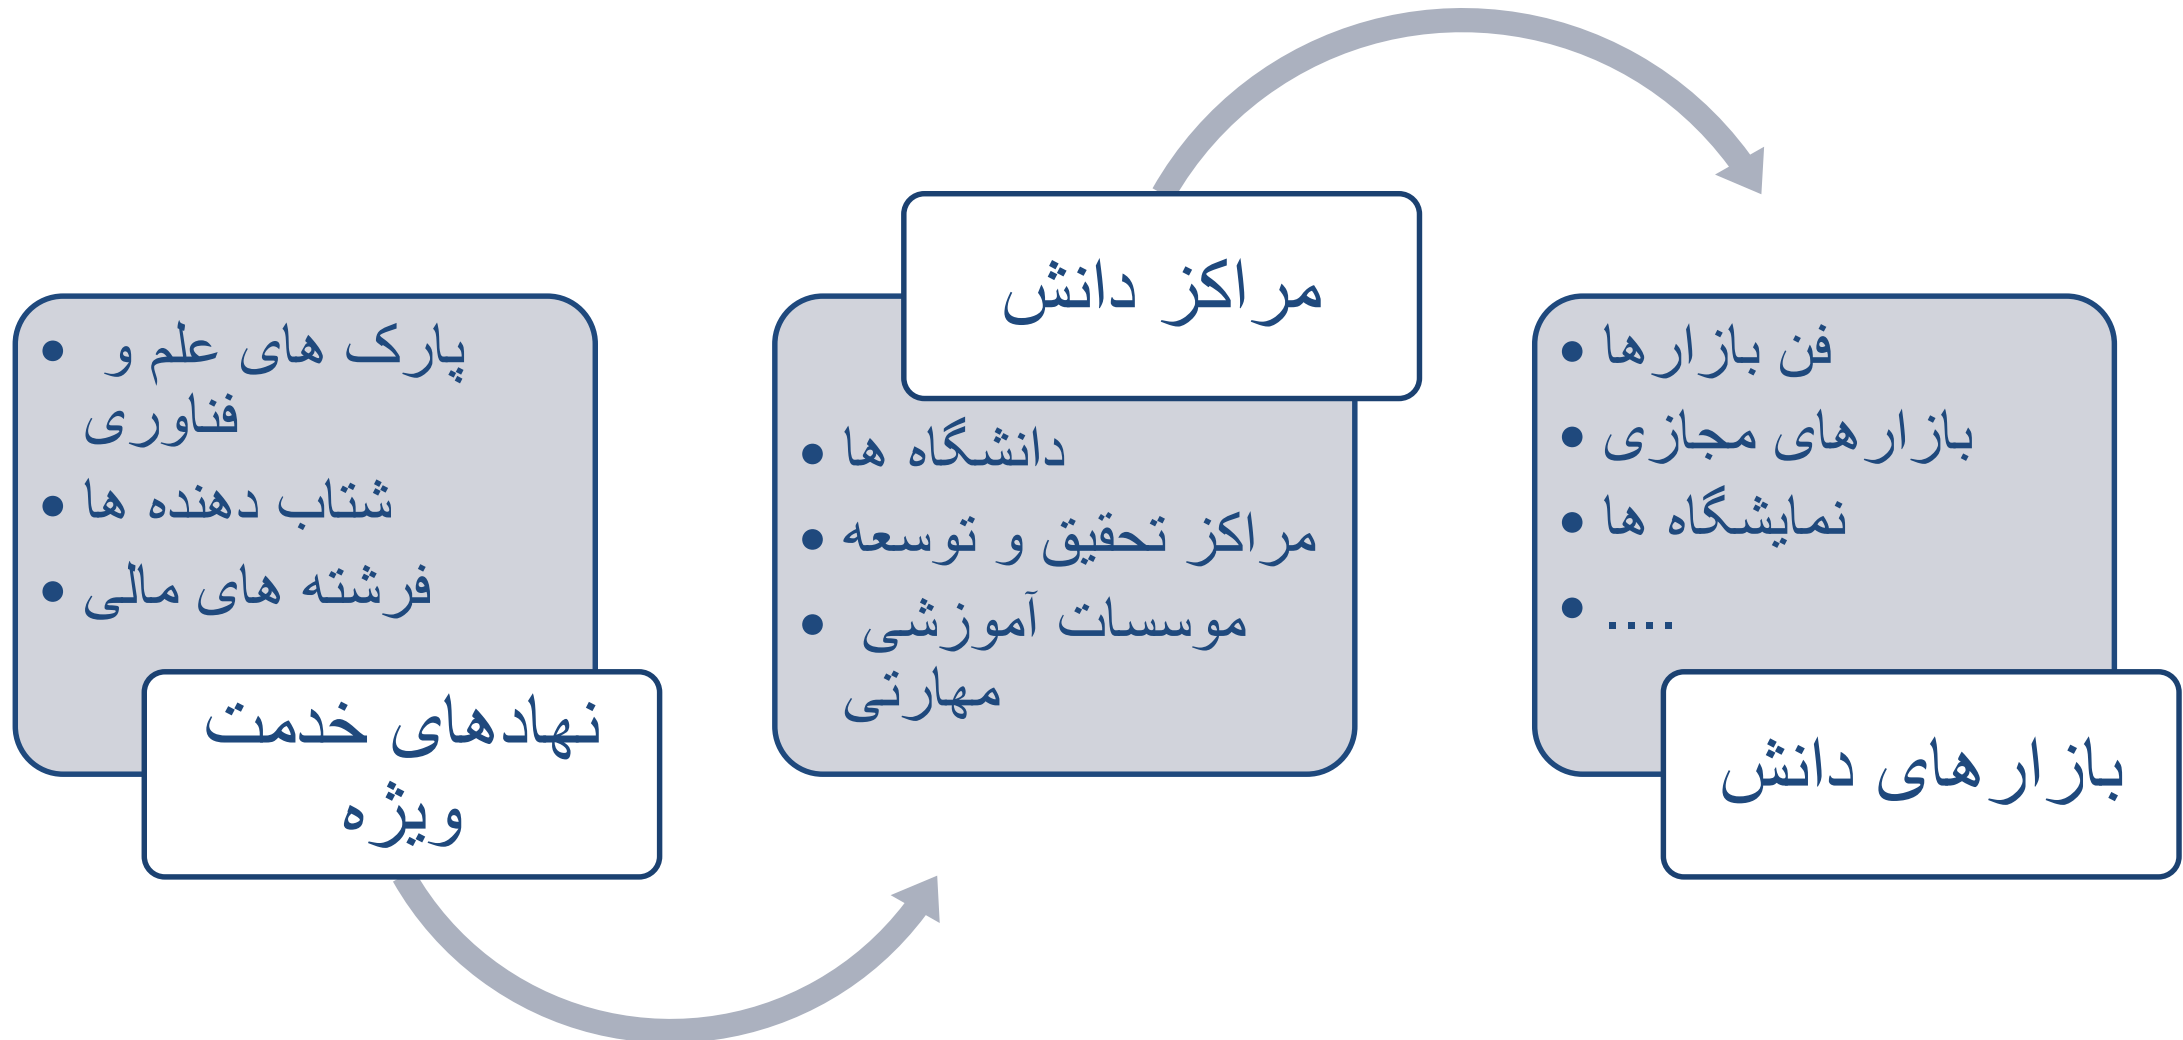 پارک های علم و
فناوری
شتاب دهنده ها
فرشته های مالی
نهادهای خدمت
ویژه
مراکز دانش
دانشگاه ها
مراکز تحقیق و توسعه
موسسات آموزشی
مهارتی
فن بازارها
بازارهای مجازی
نمایشگاه ها
....
بازارهای دانش